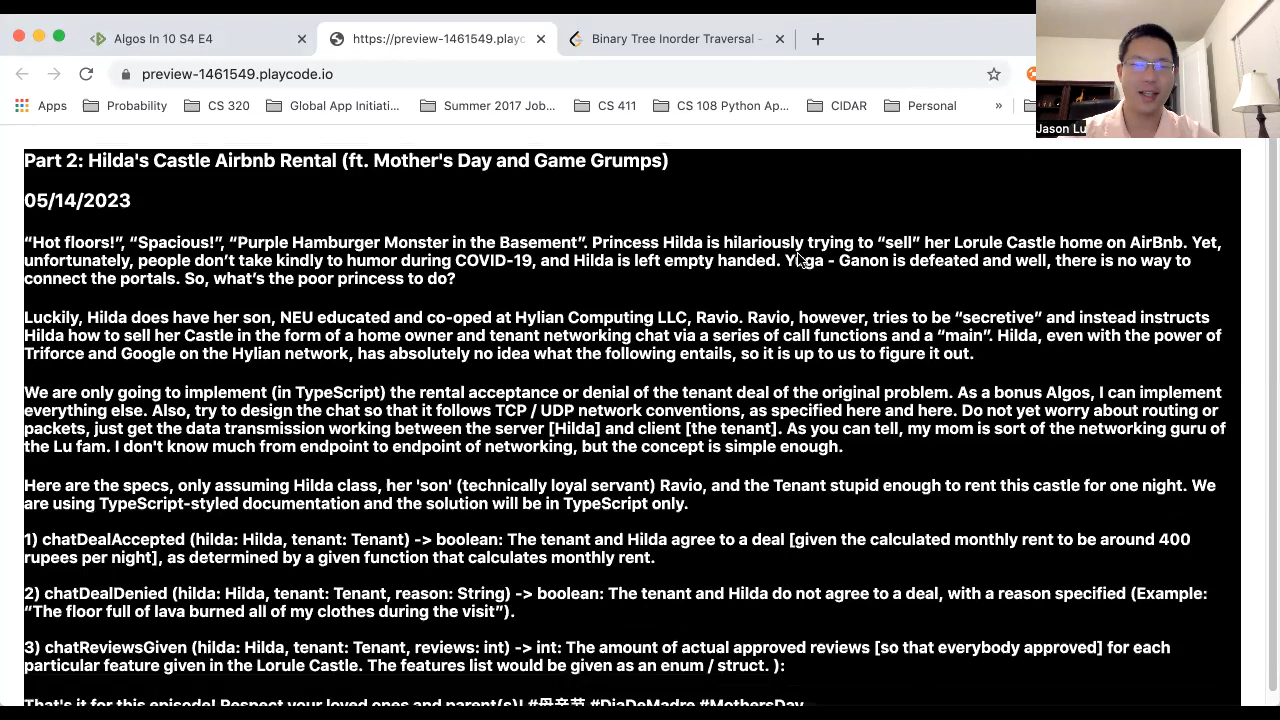 Algos In 10 S4 E4
https://preview-1461549.playc
Binary Tree Inorder Traversal -
preview-1461549.playcode.io
Apps
Probability
CS 320
Global App Initiati...
Summer 2017 Job...
CS 411
CS 108 Python Ap...
CIDAR
Personal
»
Jason Lu
Part 2: Hilda's Castle Airbnb Rental (ft. Mother's Day and Game Grumps)
05/14/2023
“Hot floors!”, “Spacious!”, “Purple Hamburger Monster in the Basement”. Princess Hilda is hilariously trying to “sell” her Lorule Castle home on AirBnb. Yet,
unfortunately, people don’t take kindly to humor during COVID-19, and Hilda is left empty handed. Yuga - Ganon is defeated and well, there is no way to
connect the portals. So, what’s the poor princess to do?
Luckily, Hilda does have her son, NEU educated and co-oped at Hylian Computing LLC, Ravio. Ravio, however, tries to be “secretive” and instead instructs
Hilda how to sell her Castle in the form of a home owner and tenant networking chat via a series of call functions and a “main”. Hilda, even with the power of
Triforce and Google on the Hylian network, has absolutely no idea what the following entails, so it is up to us to figure it out.
We are only going to implement (in TypeScript) the rental acceptance or denial of the tenant deal of the original problem. As a bonus Algos, I can implement
everything else. Also, try to design the chat so that it follows TCP / UDP network conventions, as specified here and here. Do not yet worry about routing or
packets, just get the data transmission working between the server [Hilda] and client [the tenant]. As you can tell, my mom is sort of the networking guru of
the Lu fam. I don't know much from endpoint to endpoint of networking, but the concept is simple enough.
Here are the specs, only assuming Hilda class, her 'son' (technically loyal servant) Ravio, and the Tenant stupid enough to rent this castle for one night. We
are using TypeScript-styled documentation and the solution will be in TypeScript only.
1) chatDealAccepted (hilda: Hilda, tenant: Tenant) -> boolean: The tenant and Hilda agree to a deal [given the calculated monthly rent to be around 400
rupees per night], as determined by a given function that calculates monthly rent.
2) chatDealDenied (hilda: Hilda, tenant: Tenant, reason: String) -> boolean: The tenant and Hilda do not agree to a deal, with a reason specified (Example:
“The floor full of lava burned all of my clothes during the visit”).
3) chatReviewsGiven (hilda: Hilda, tenant: Tenant, reviews: int) -> int: The amount of actual approved reviews [so that everybody approved] for each
particular feature given in the Lorule Castle. The features list would be given as an enum / struct. ):
That's it for this episode! Respect your loved ones and parent(s)! #母亲节 #DiaDeMadre #MothersDay